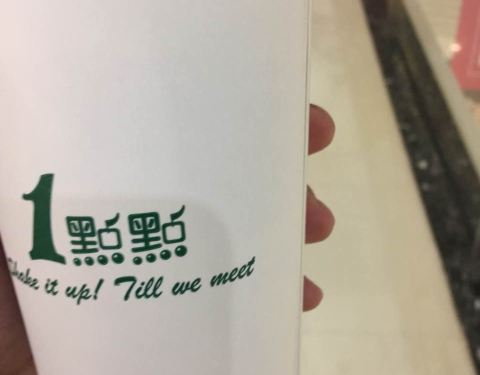 1點點
Shake it up! Till we meet